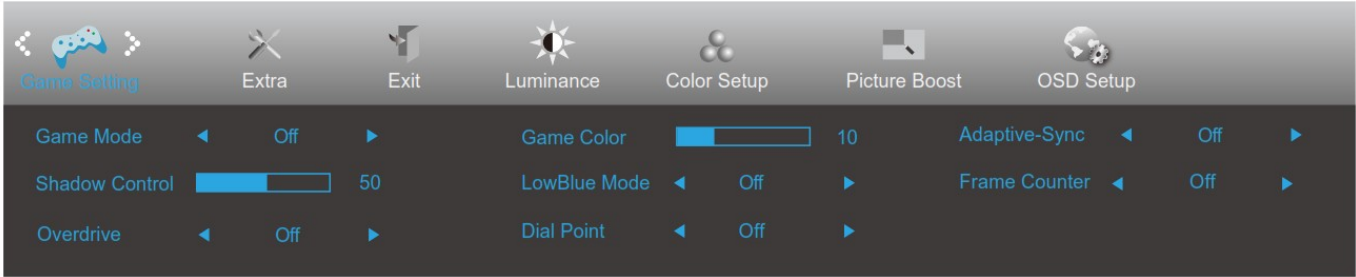 Game Setting Extra Exit Luminance Color Setup Picture Boost OSD Setup
Game Mode Off Game Color 10 Adaptive-Sync Off
Shadow Control 50 LowBlue Mode Off Frame Counter Off
Overdrive Off Dial Point Off